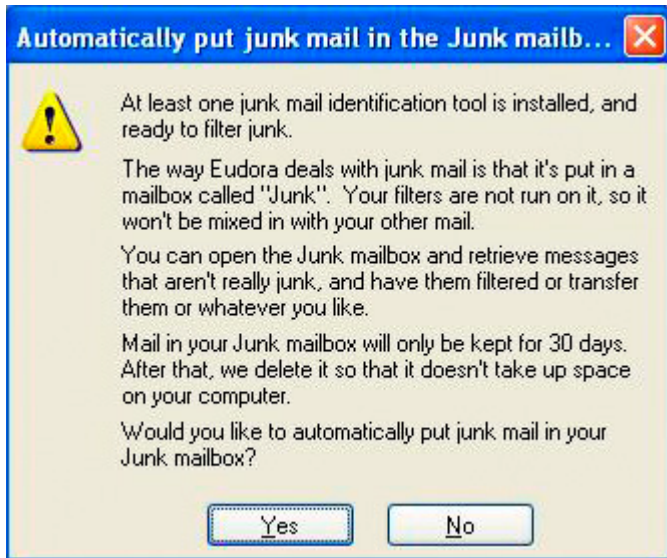 Automatically put junk mail in the Junk mailb...
At least one junk mail identification tool is installed, and
ready to filter junk.
The way Eudora deals with junk mail is that it's put in a
mailbox called "Junk".  Your filters are not run on it, so it
won't be mixed in with your other mail.
You can open the Junk mailbox and retrieve messages
that aren't really junk, and have them filtered or transfer
them or whatever you like.
Mail in your Junk mailbox will only be kept for 30 days.
After that, we delete it so that it doesn't take up space
on your computer.
Would you like to automatically put junk mail in your
Junk mailbox?
Yes No